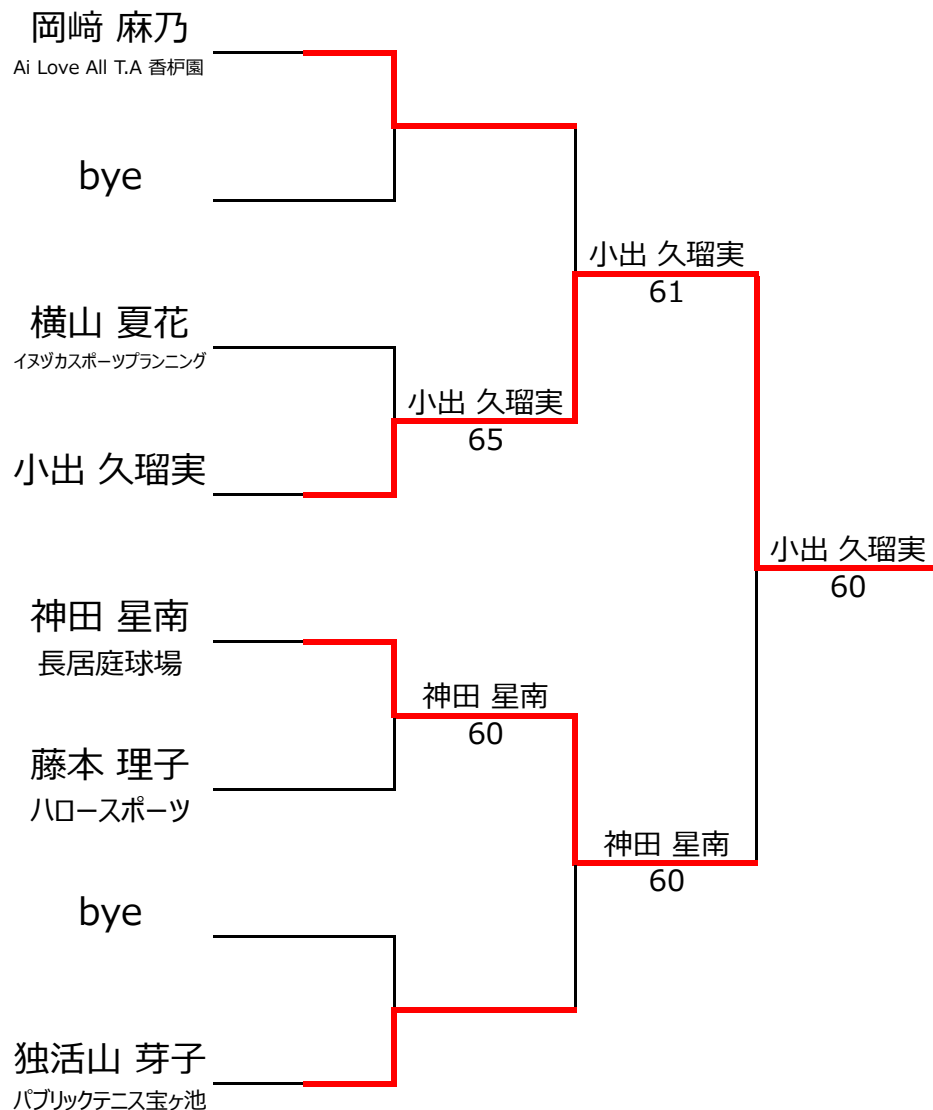 岡﨑 麻乃
Ai Love All T.A 香枦園
bye
小出 久瑠実
61
横山 夏花
イヌヅカスポーツプランニング
小出 久瑠実
65
小出 久瑠実
小出 久瑠実
60
神田 星南
長居庭球場
神田 星南
60
藤本 理子
ハロースポーツ
神田 星南
60
bye
独活山 芽子
パブリックテニス宝ヶ池